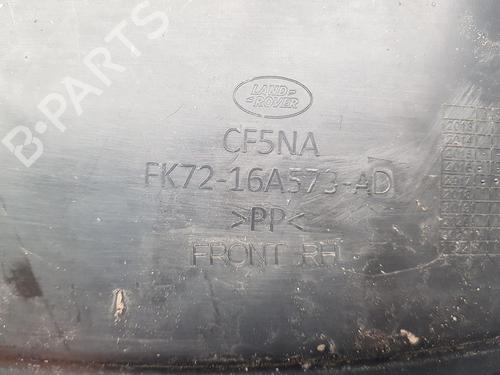 B-PARTS
LAND-
-ROVER
CF5NA
FK72-16A573-AD
>PP<
FRONT RH